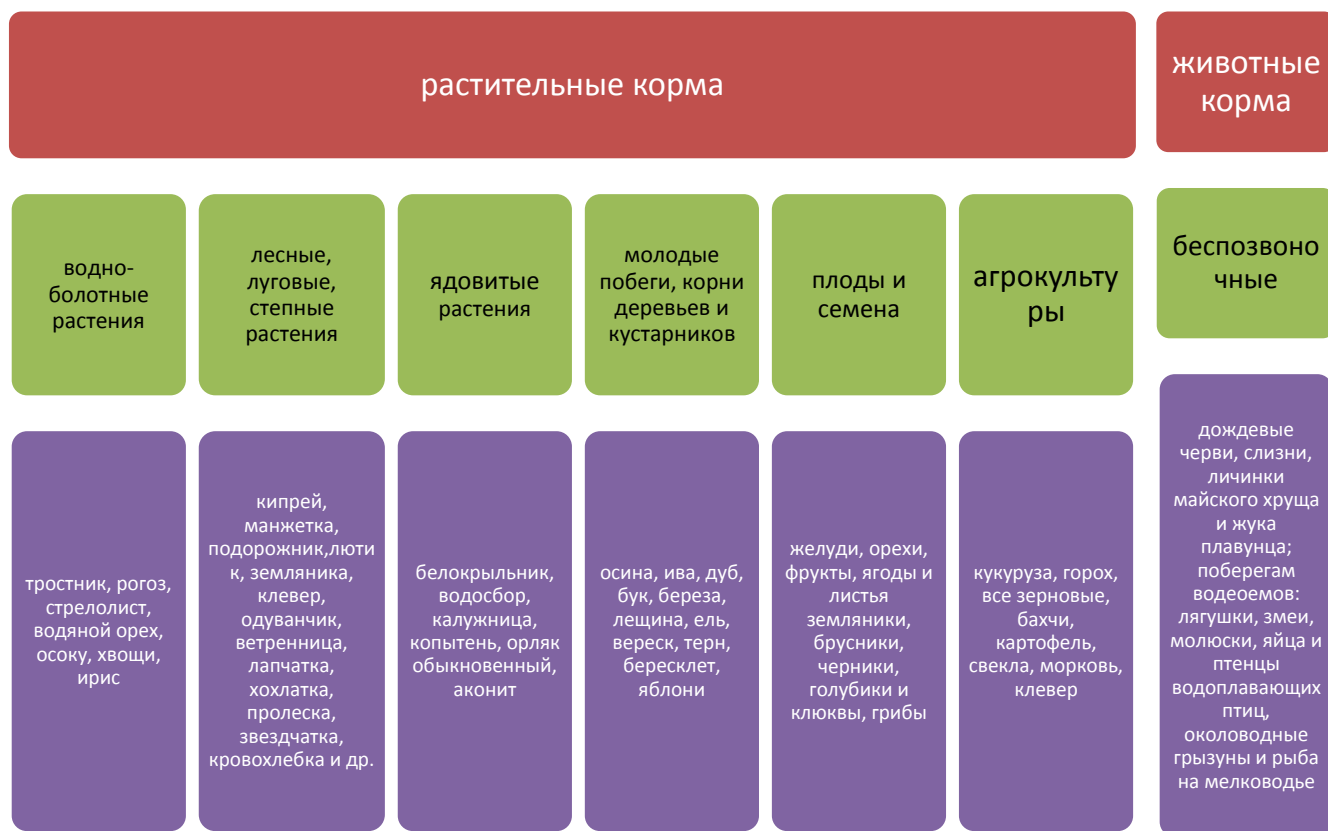 растительные корма
животные
корма
водно-
болотные
растения
лесные,
луговые,
степные
растения
ядовитые
растения
молодые
побеги, корни
деревьев и
кустарников
плоды и
семена
агрокульту
ры
беспозвоно
чные
тростник, рогоз,
стрелолист,
водяной орех,
осоку, хвощи,
ирис
кипрей,
манжетка,
подорожник,люти
к, земляника,
клевер,
одуванчик,
ветренница,
лапчатка,
хохлатка,
пролеска,
звездчатка,
кровохлебка и др.
белокрыльник,
водосбор,
калужница,
копытень, орляк
обыкновенный,
аконит
осина, ива, дуб,
бук, береза,
лещина, ель,
вереск, терн,
бересклет,
яблони
желуди, орехи,
фрукты, ягоды и
листья
земляники,
брусники,
черники,
голубики и
клюквы, грибы
кукуруза, горох,
все зерновые,
бахчи,
картофель,
свекла, морковь,
клевер
дождевые
черви, слизни,
личинки
майского хруща
и жука
плавунца;
поберегам
водеоемов:
лягушки, змеи,
молюски, яйца и
птенцы
водоплавающих
птиц,
околоводные
грызуны и рыба
на мелководье